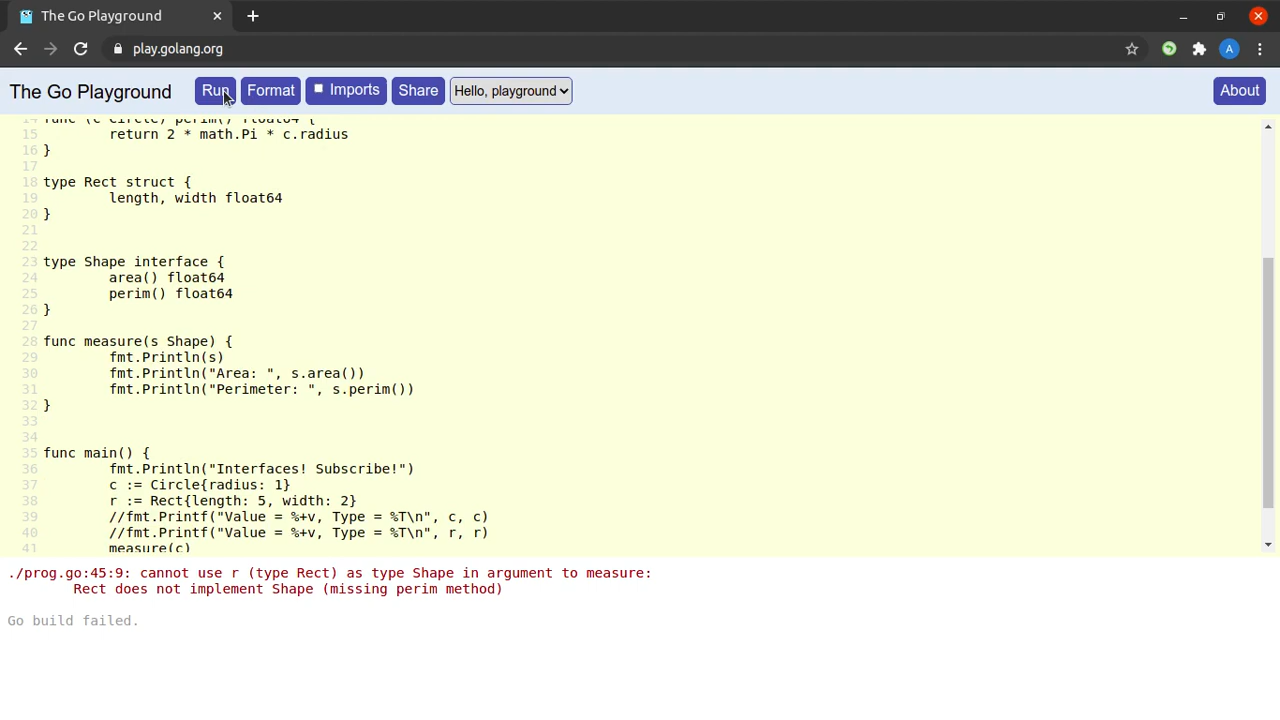 The Go Playground
play.golang.org
A
The Go Playground Run Format Imports Share Hello, playground About
14 func (c Circle) perim() float64 {
15 return 2 * math.Pi * c.radius
16 }
17
18 type Rect struct {
19 length, width float64
20 }
21
22
23 type Shape interface {
24 area() float64
25 perim() float64
26 }
27
28 func measure(s Shape) {
29 fmt.Println(s)
30 fmt.Println("Area: ", s.area())
31 fmt.Println("Perimeter: ", s.perim())
32 }
33
34
35 func main() {
36 fmt.Println("Interfaces! Subscribe!")
37 c := Circle{radius: 1}
38 r := Rect{length: 5, width: 2}
39 //fmt.Printf("Value = %+v, Type = %T\n", c, c)
40 //fmt.Printf("Value = %+v, Type = %T\n", r, r)
41 measure(c)
./prog.go:45:9: cannot use r (type Rect) as type Shape in argument to measure:
Rect does not implement Shape (missing perim method)
Go build failed.